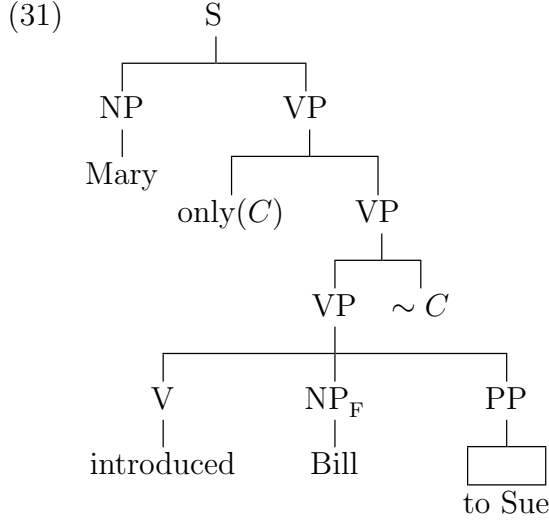 (31) S
NP VP
Mary
only(C) VP
VP ∼ C
V NP_F PP
introduced Bill
to Sue